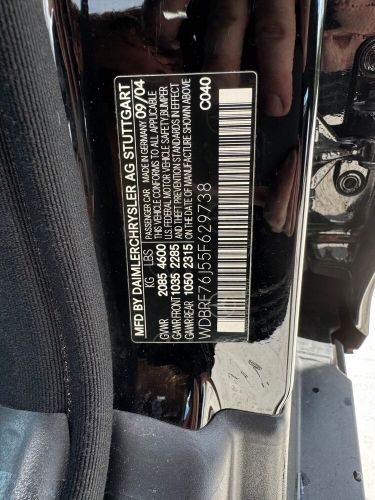 MFD BY DAIMLERCHRYSLER AG STUTTGART
PASSENGER CAR MADE IN GERMANY 09/04
KG LBS THIS VEHICLE CONFORMS TO ALL APPLICABLE
GVWR 2085 4600 U.S. FEDERAL MOTOR VEHICLE SAFETY, BUMPER
GAWR FRONT 1035 2285 AND THEFT PREVENTION STANDARDS IN EFFECT
GAWR REAR 1050 2315 ON THE DATE OF MANUFACTURE SHOWN ABOVE
WDBRF76J55F629738 C040